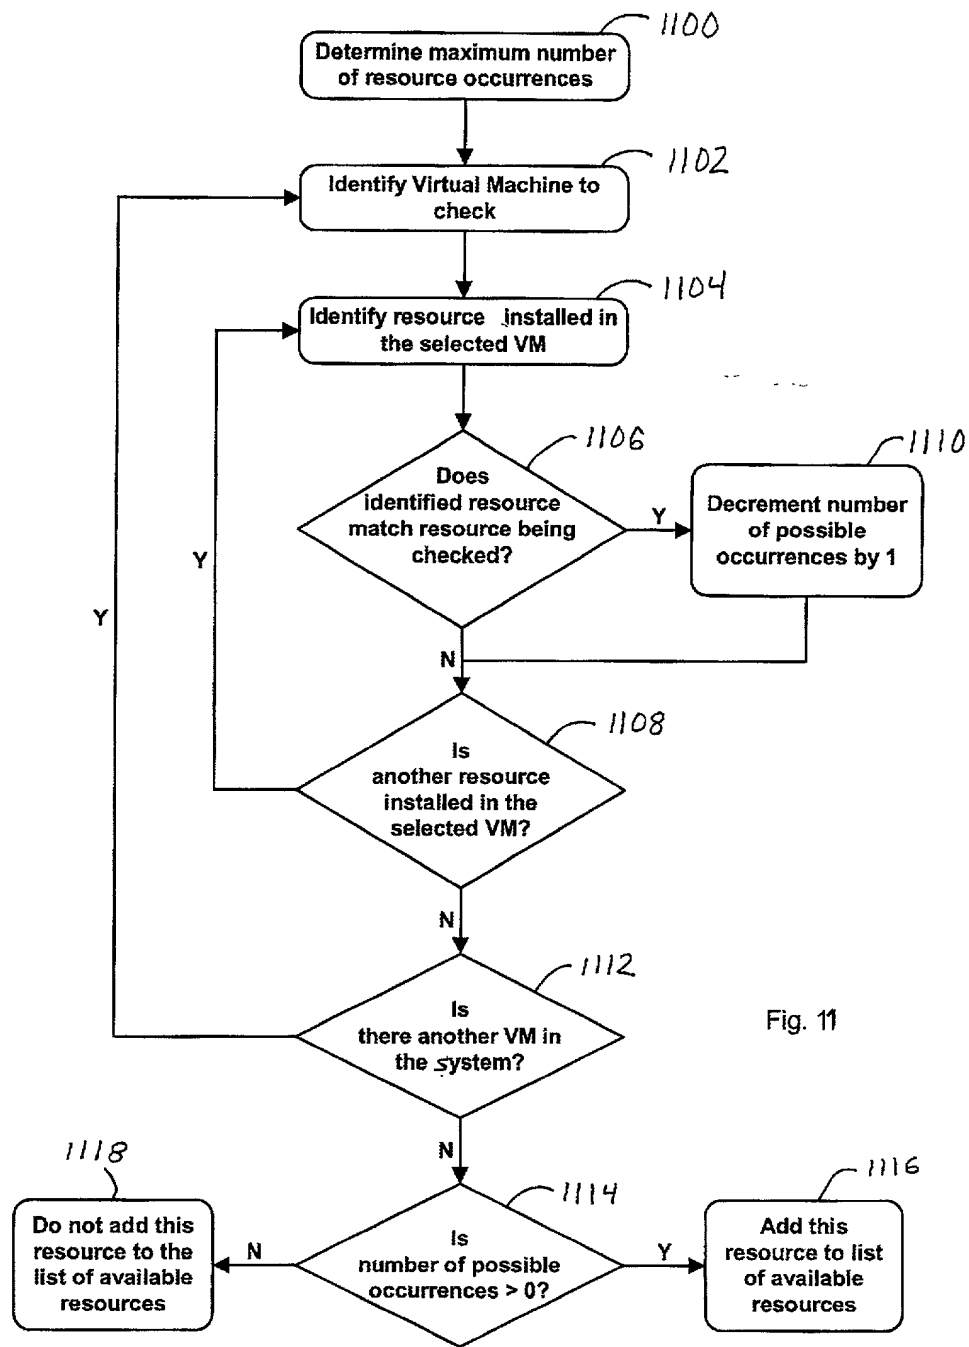 1100
Determine maximum number
of resource occurrences
1102
Identify Virtual Machine to
check
1104
Identify resource installed in
the selected VM
1106
Does
identified resource
match resource being
checked?
Y
1110
Decrement number
of possible
occurrences by 1
Y
Y
N
1108
Is
another resource
installed in the
selected VM?
N
1112
Is
there another VM in
the system?
Fig. 11
N
1118
Do not add this
resource to the
list of available
resources
N
1114
Is
number of possible
occurrences > 0?
Y
1116
Add this
resource to list
of available
resources